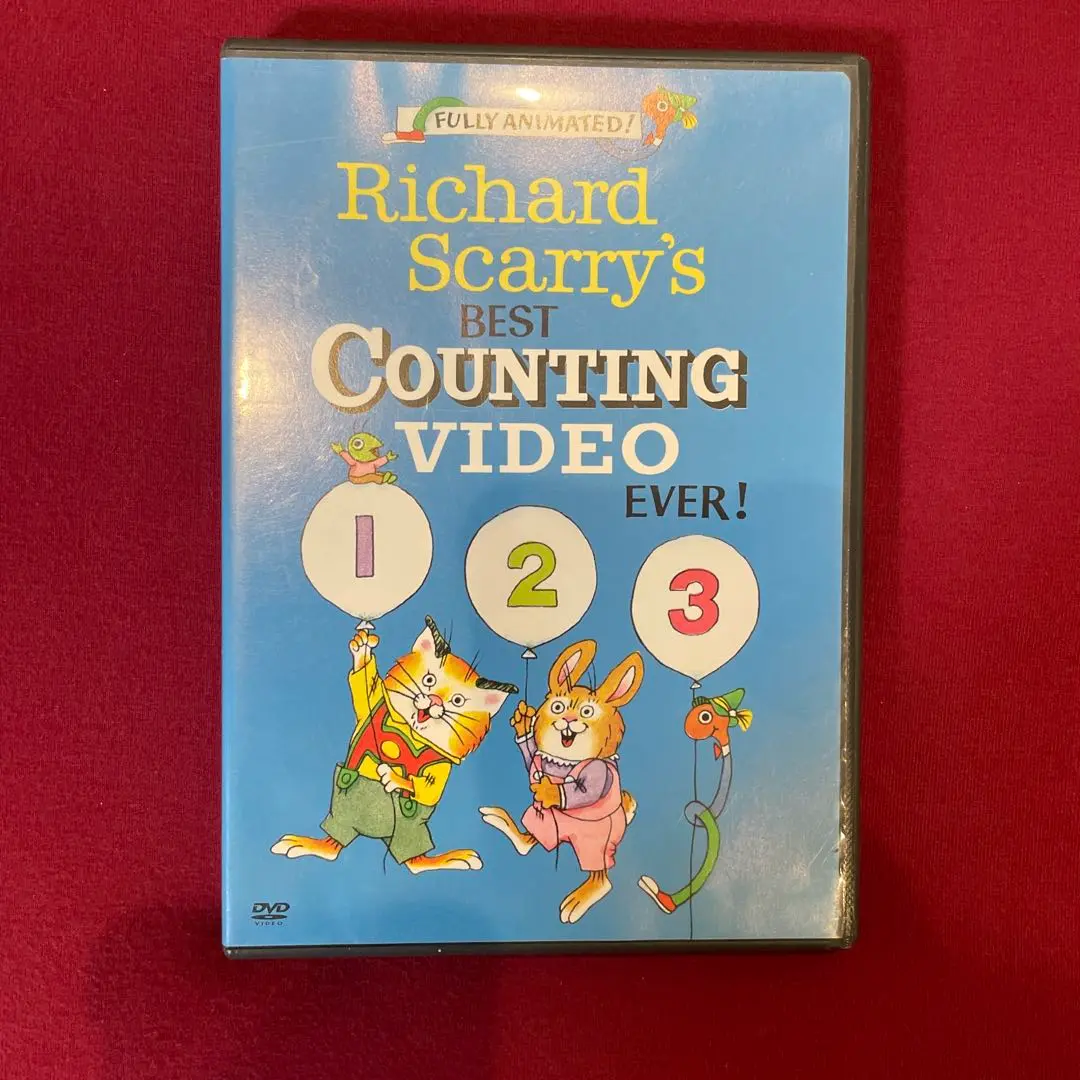 FULLY ANIMATED!
Richard
Scarry's
BEST
COUNTING
VIDEO
EVER!
1
2
3
DVD
VIDEO